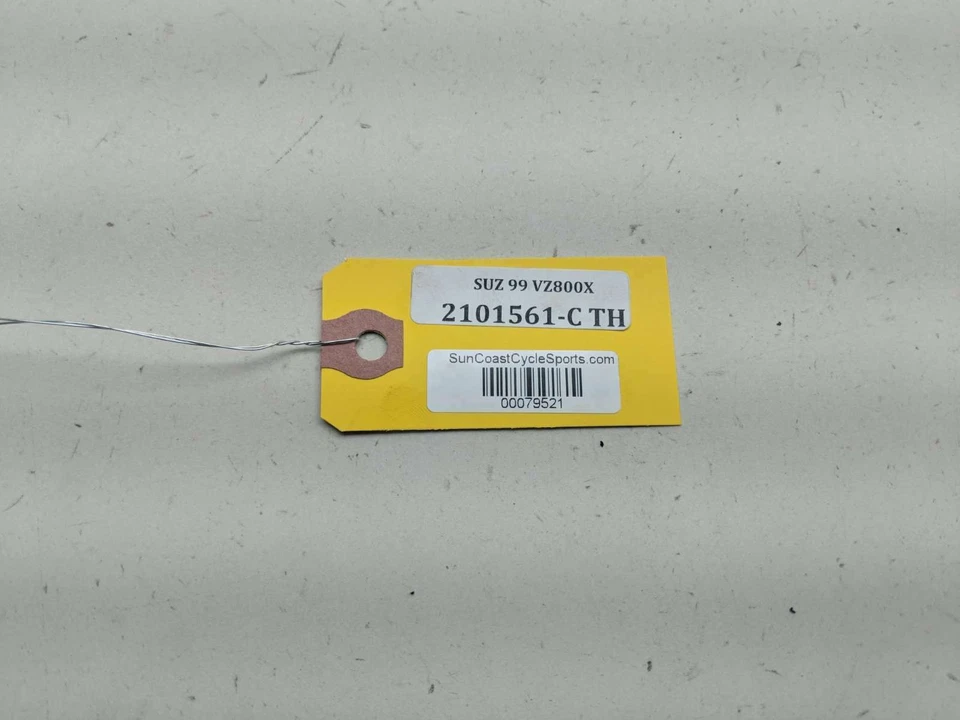 SUZ 99 VZ800X
2101561-C TH
SunCoastCycleSports.com
00079521